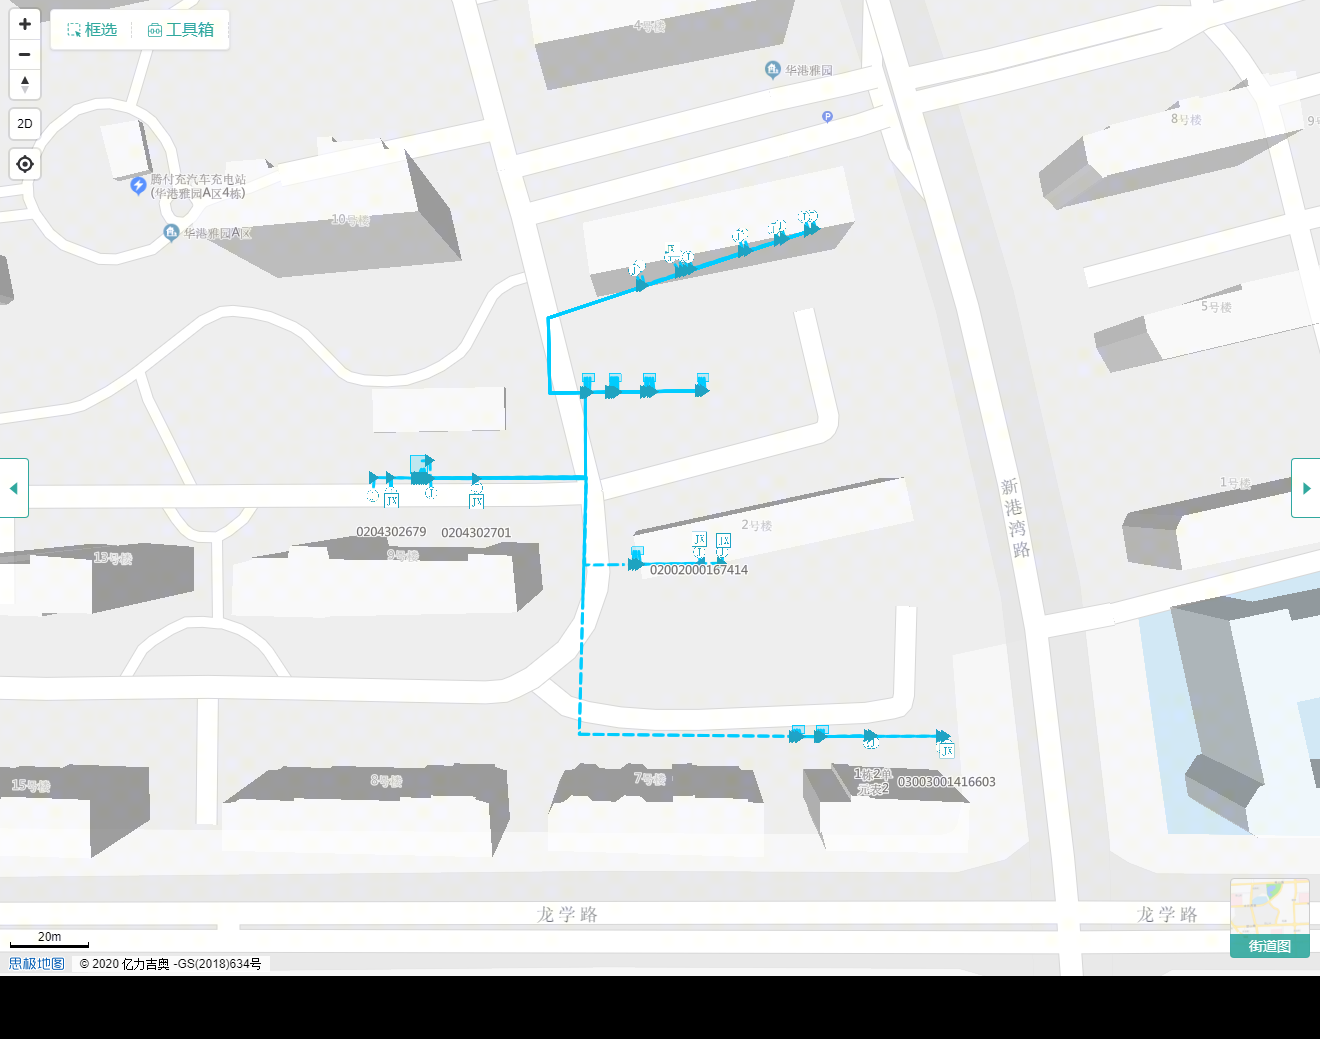 框选
工具箱
2D
4号楼
华港雅园
P
8号楼
9号
腾付充汽车充电站
(华港雅园A区4栋)
10号楼
华港雅园A区
5号楼
JX
JX
0204302679
0204302701
新港湾路
1号楼
2号楼
JX
JX
02002000167414
13号楼
9号楼
JX
1栋2单
元表2
03003001416603
15号楼
8号楼
7号楼
龙学路
龙学路
20m
思极地图
© 2020 亿力吉奥 -GS(2018)634号
街道图